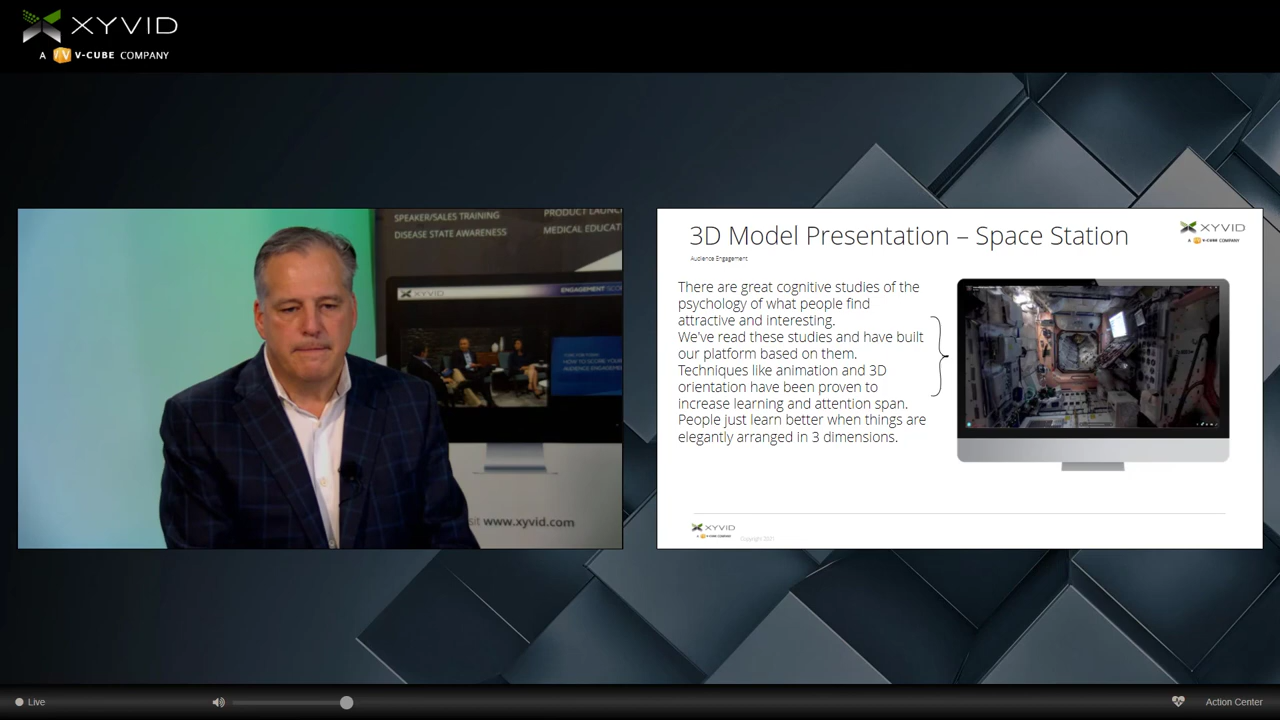 XYVID
A V-CUBE COMPANY
SPEAKER/SALES TRAINING
DISEASE STATE AWARENESS
PRODUCT
MEDICAL
XYVID
ENGAGEMENT
www.xyvid.com
3D Model Presentation – Space Station
Audience Engagement
XYVID
A V-CUBE COMPANY
There are great cognitive studies of the
psychology of what people find
attractive and interesting.
We've read these studies and have built
our platform based on them.
Techniques like animation and 3D
orientation have been proven to
increase learning and attention span.
People just learn better when things are
elegantly arranged in 3 dimensions.
XYVID
A V-CUBE COMPANY
Copyright 2021
Live
Action Center